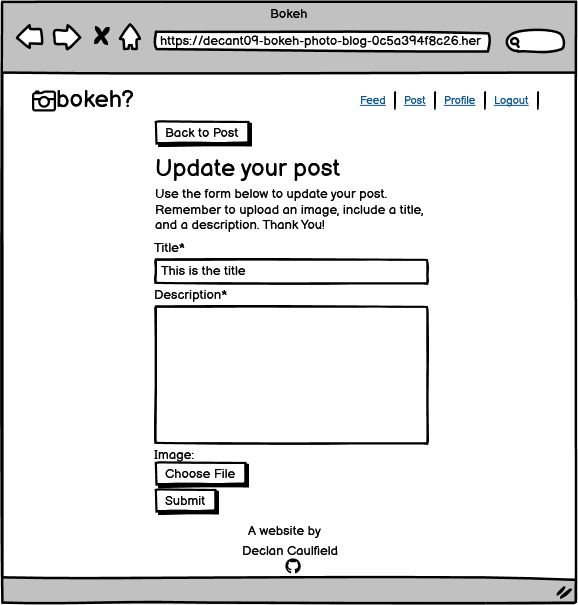 Bokeh
https://decant09-bokeh-photo-blog-0c5a394f8c26.her
bokeh?
Feed Post Profile Logout
Back to Post
Update your post
Use the form below to update your post.
Remember to upload an image, include a title,
and a description. Thank You!
Title*
This is the title
Description*
Image:
Choose File
Submit
A website by
Declan Caulfield